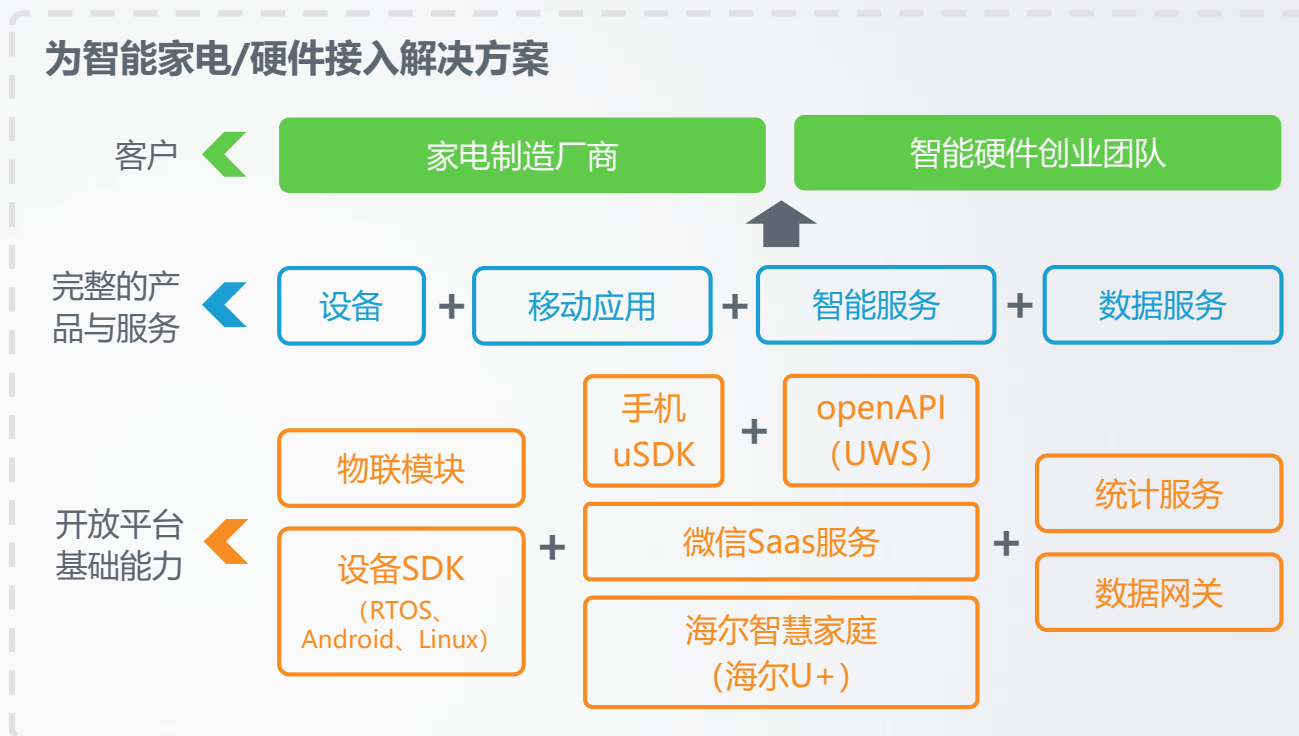 为智能家电/硬件接入解决方案
客户
家电制造厂商
智能硬件创业团队
完整的产
品与服务
设备
+
移动应用
+
智能服务
+
数据服务
开放平台
基础能力
物联模块
设备SDK
（RTOS、
Android、Linux）
+
手机
uSDK
+
openAPI
（UWS）
微信Saas服务
海尔智慧家庭
（海尔U+）
+
统计服务
数据网关